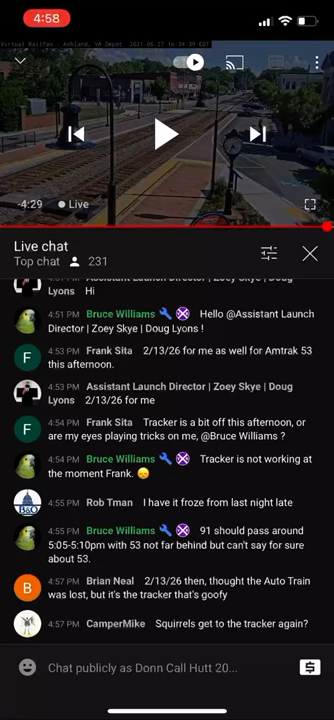 4:58
Virtual Railfan - Ashland, VA Depot 2021-06-27 16:54:39 EDT
-4:29 Live
Live chat
Top chat 231
Assistant Launch Director | Zoey Skye | Doug
Lyons Hi
4:51 PM Bruce Williams Hello @Assistant Launch
Director | Zoey Skye | Doug Lyons !
4:53 PM Frank Sita 2/13/26 for me as well for Amtrak 53
this afternoon.
4:53 PM Assistant Launch Director | Zoey Skye | Doug
Lyons 2/13/26 for me
4:54 PM Frank Sita Tracker is a bit off this afternoon, or
are my eyes playing tricks on me, @Bruce Williams ?
4:54 PM Bruce Williams Tracker is not working at
the moment Frank. 😞
4:55 PM Rob Tman I have it froze from last night late
4:55 PM Bruce Williams 91 should pass around
5:05-5:10pm with 53 not far behind but can't say for sure
about 53.
4:57 PM Brian Neal 2/13/26 then, thought the Auto Train
was lost, but it's the tracker that's goofy
4:57 PM CamperMike Squirrels get to the tracker again?
Chat publicly as Donn Call Hutt 20...